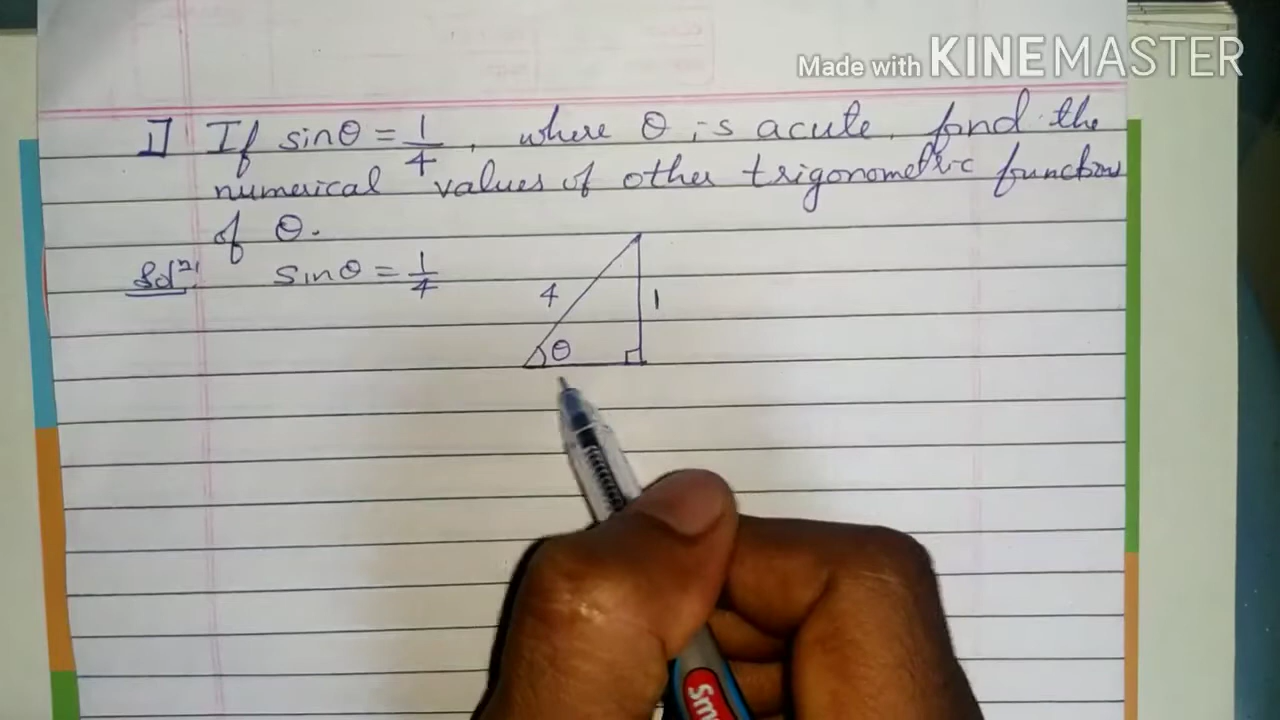 Made with KINEMASTER
1] If sinθ = 1/4, where θ is acute, find the
numerical values of other trigonometric functions
of θ.
Solⁿ: sinθ = 1/4
4
1
θ
Sm